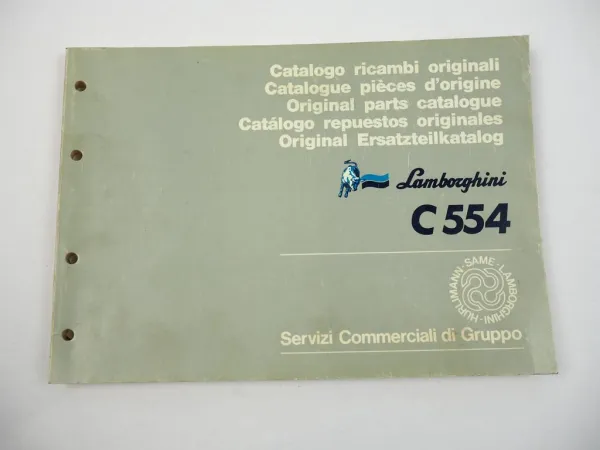 Catalogo ricambi originali
Catalogue pièces d'origine
Original parts catalogue
Catálogo repuestos originales
Original Ersatzteilkatalog
Lamborghini
C 554
HÜRLIMANN · SAME · LAMBORGHINI ·
Servizi Commerciali di Gruppo